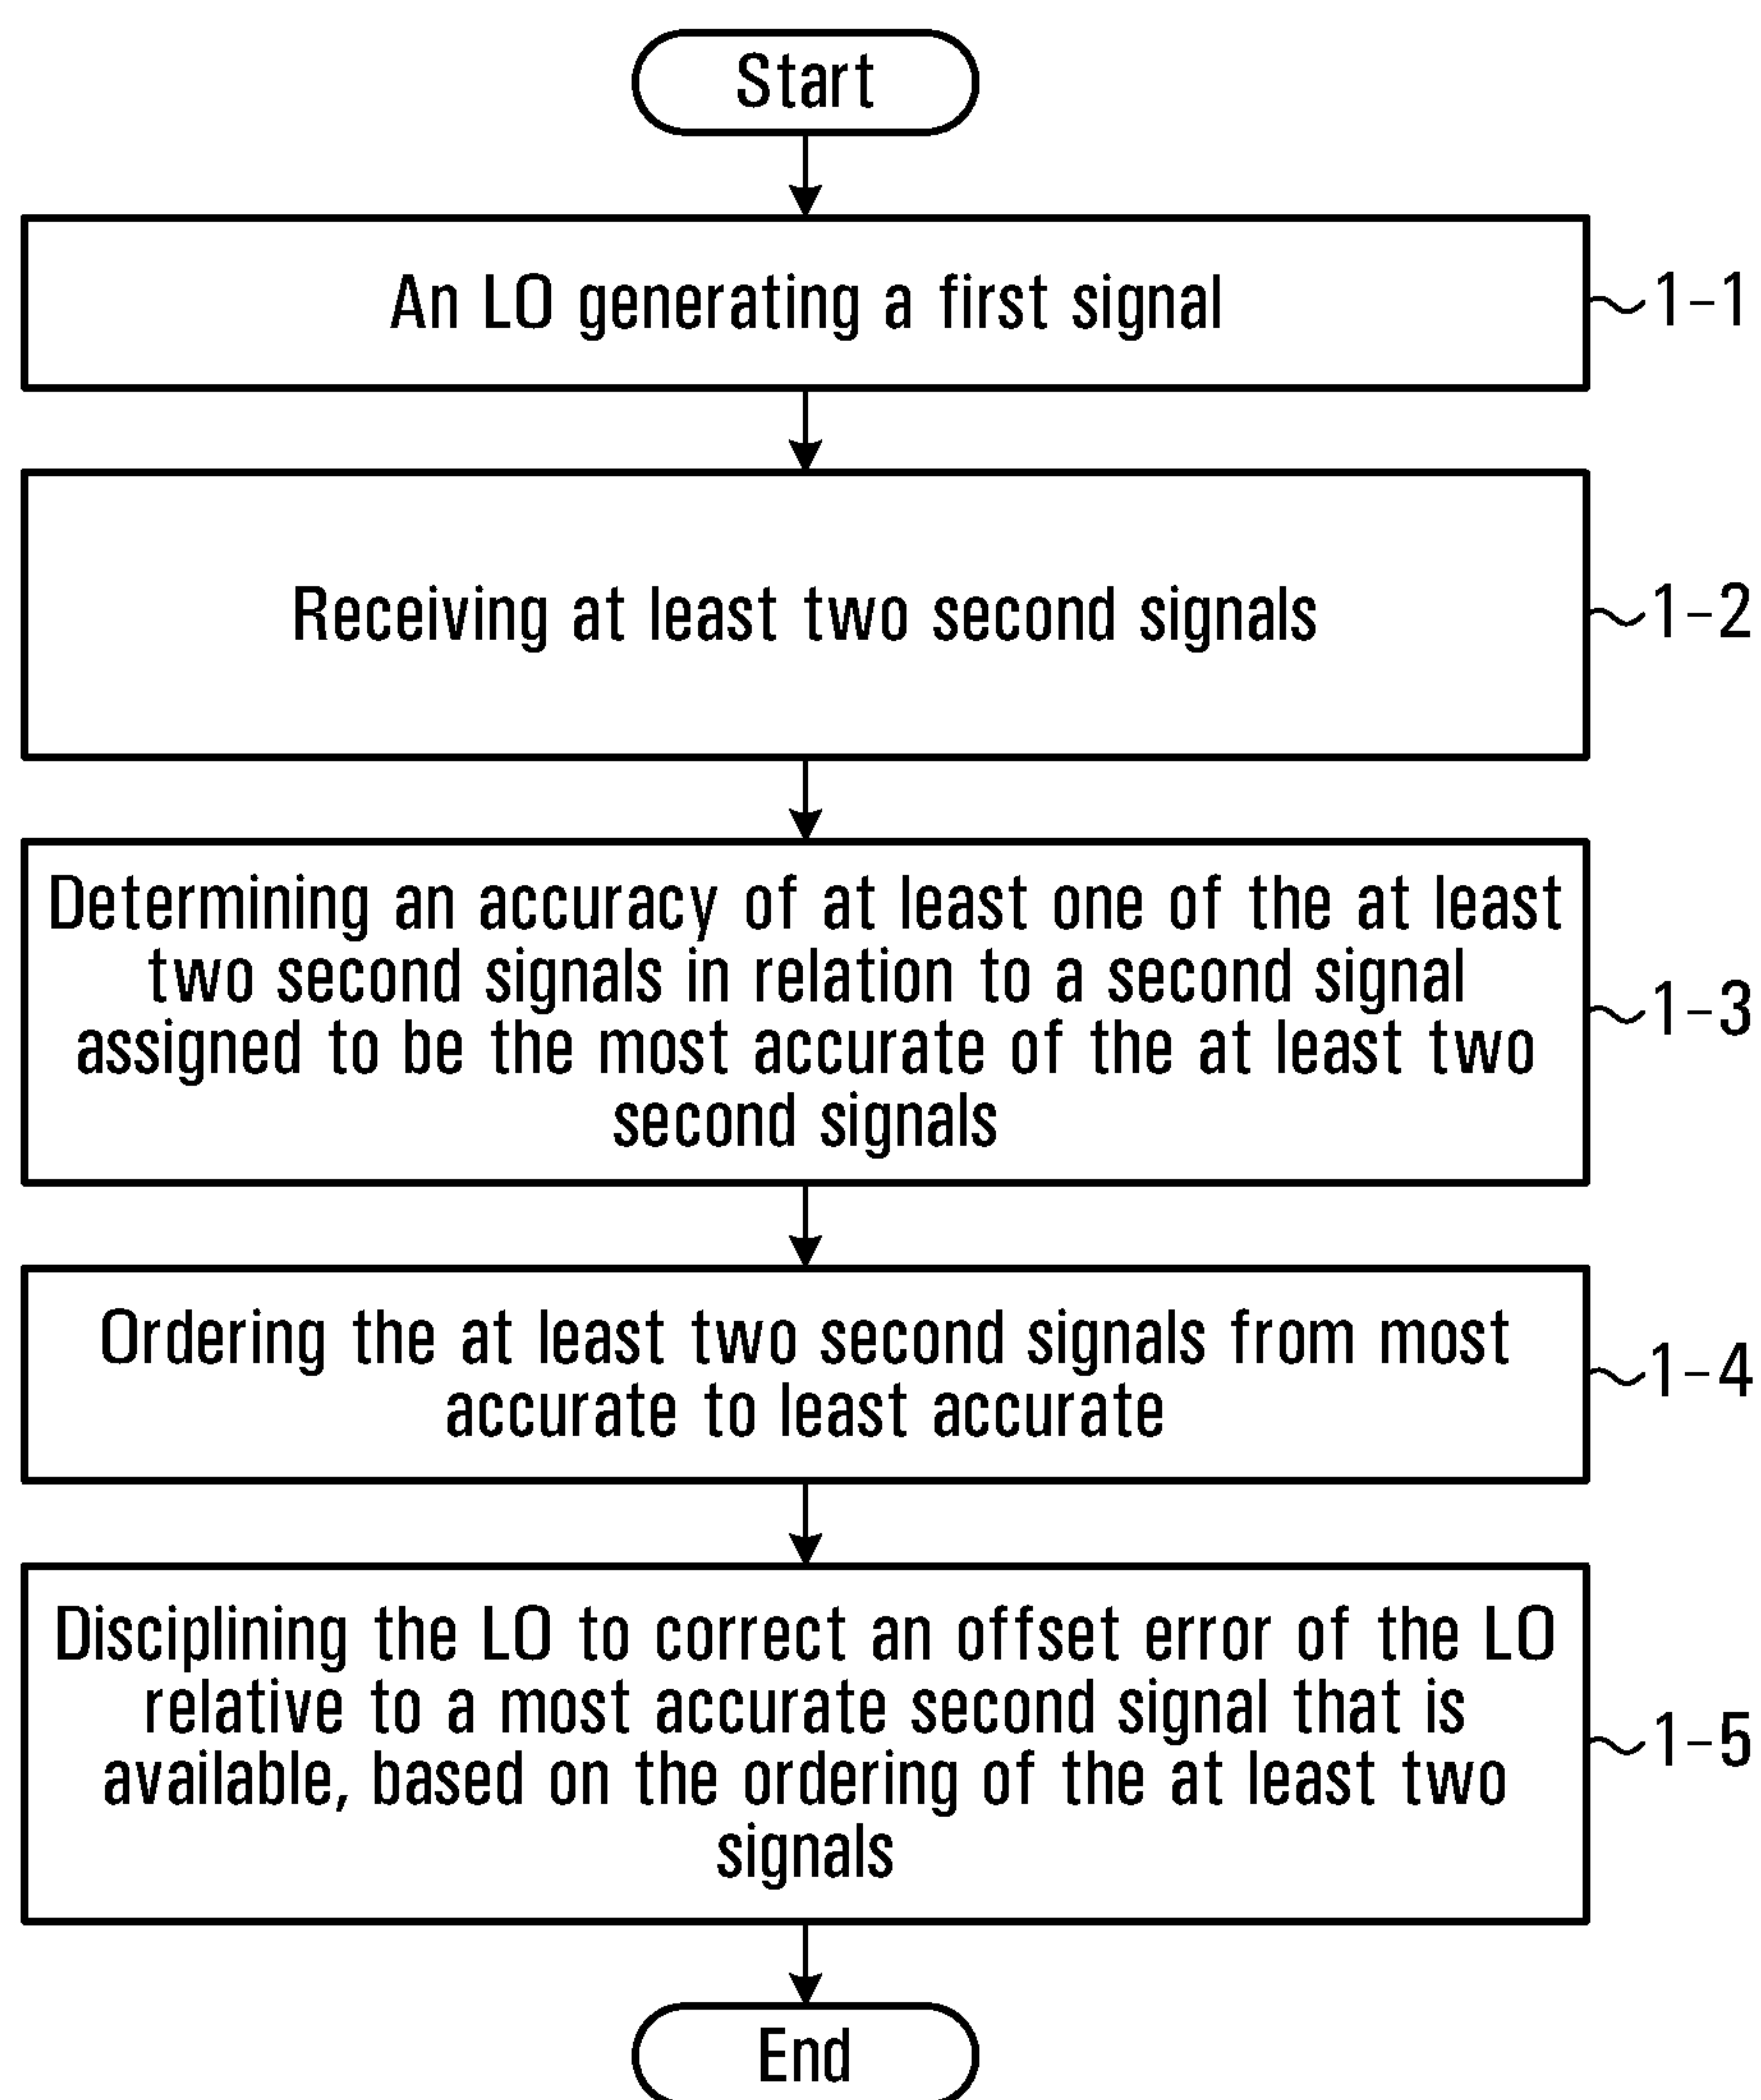 Start
An LO generating a first signal
1-1
Receiving at least two second signals
1-2
Determining an accuracy of at least one of the at least
two second signals in relation to a second signal
assigned to be the most accurate of the at least two
second signals
1-3
Ordering the at least two second signals from most
accurate to least accurate
1-4
Disciplining the LO to correct an offset error of the LO
relative to a most accurate second signal that is
available, based on the ordering of the at least two
signals
1-5
End